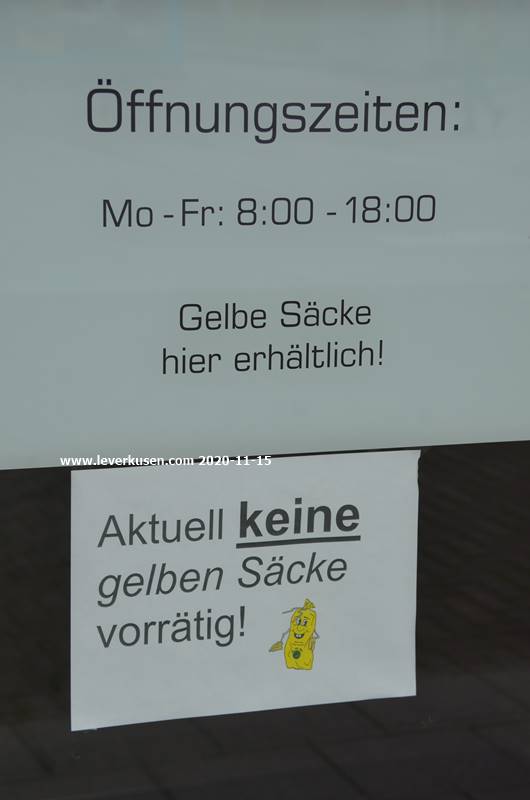 Öffnungszeiten:
Mo - Fr: 8:00 - 18:00
Gelbe Säcke
hier erhältlich!
www.leverkusen.com 2020-11-15
Aktuell keine
gelben Säcke
vorrätig!